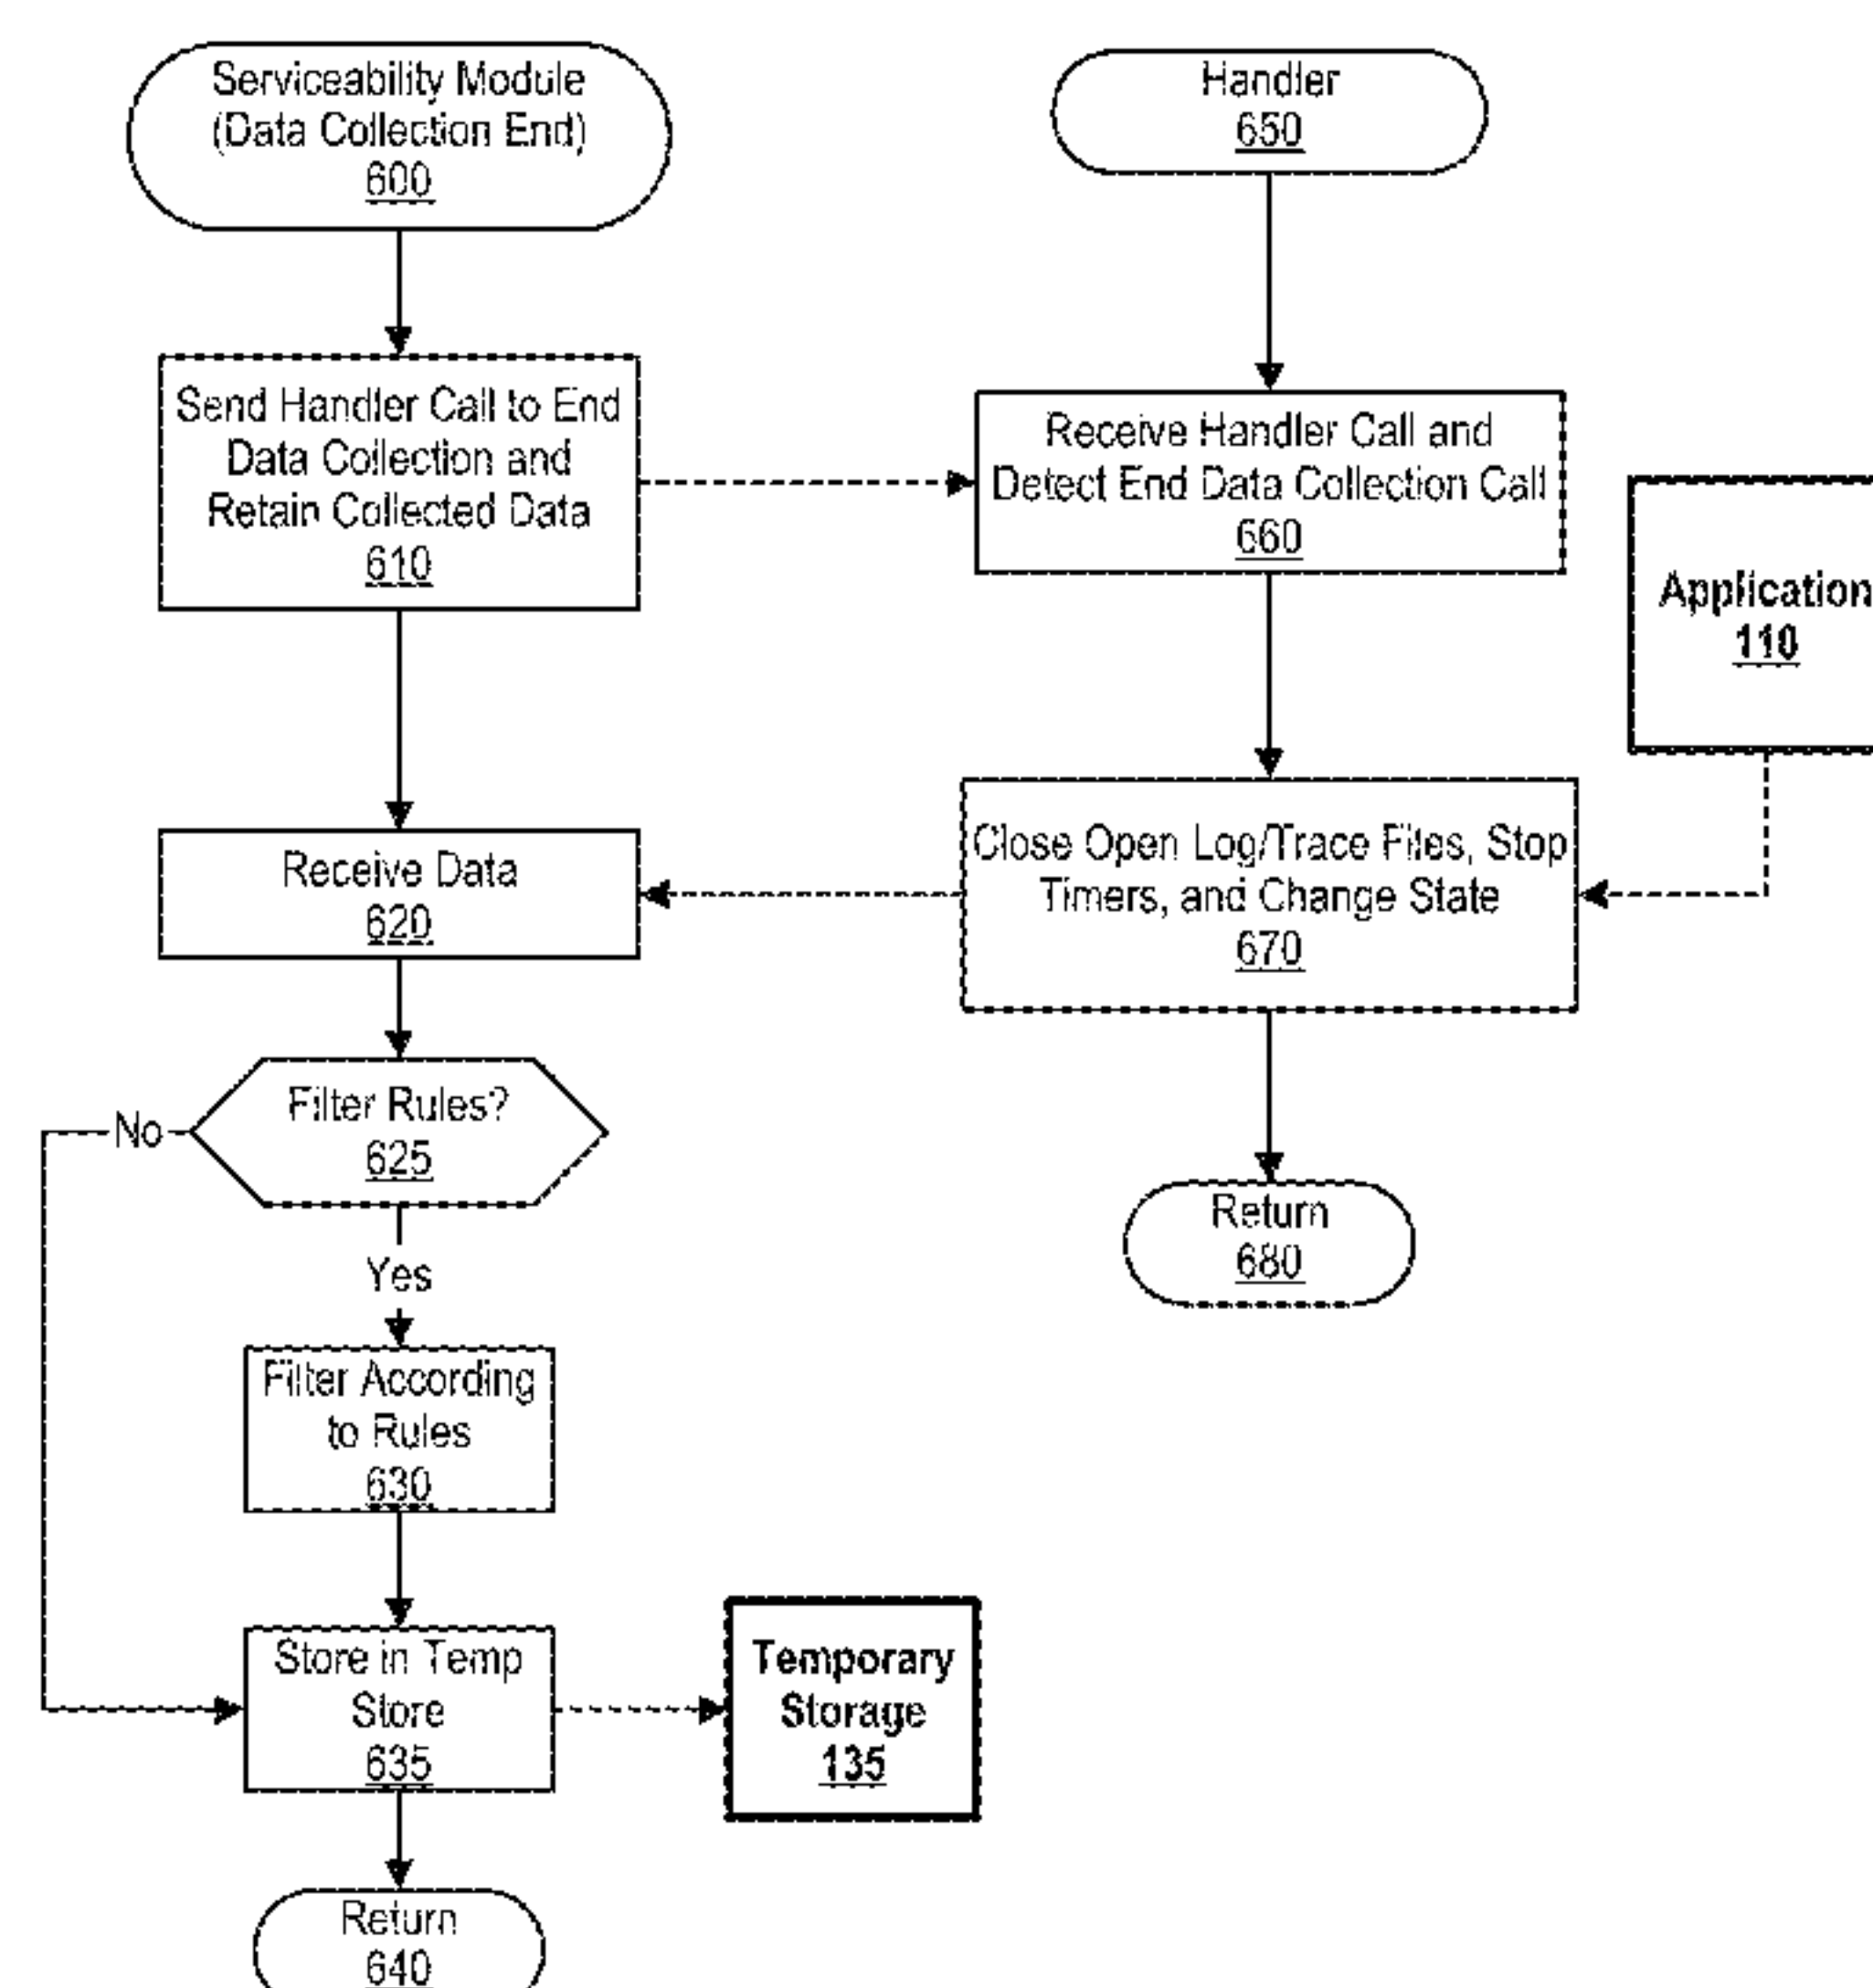 Serviceability Module
(Data Collection End)
600
Handler
650
Send Handler Call to End
Data Collection and
Retain Collected Data
610
Receive Handler Call and
Detect End Data Collection Call
660
Application
110
Receive Data
620
Close Open Log/Trace Files, Stop
Timers, and Change State
670
Filter Rules?
625
No
Yes
Return
680
Filter According
to Rules
630
Store in Temp
Store
635
Temporary
Storage
135
Return
640